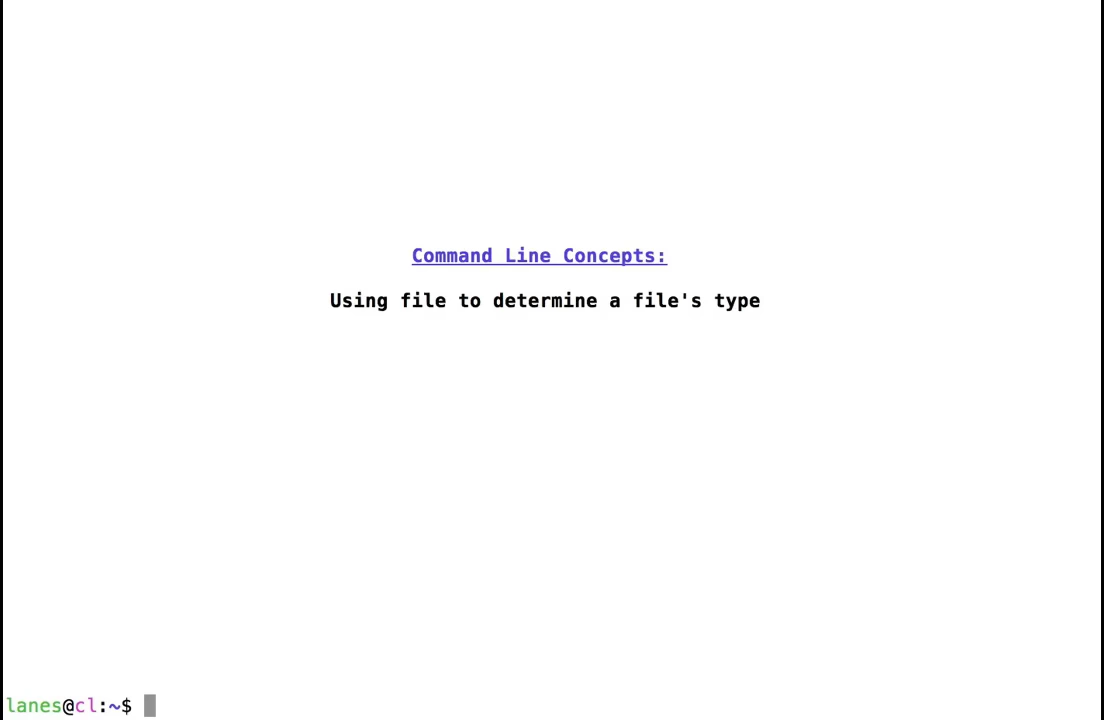 Command Line Concepts:
Using file to determine a file's type
lanes@cl:~$